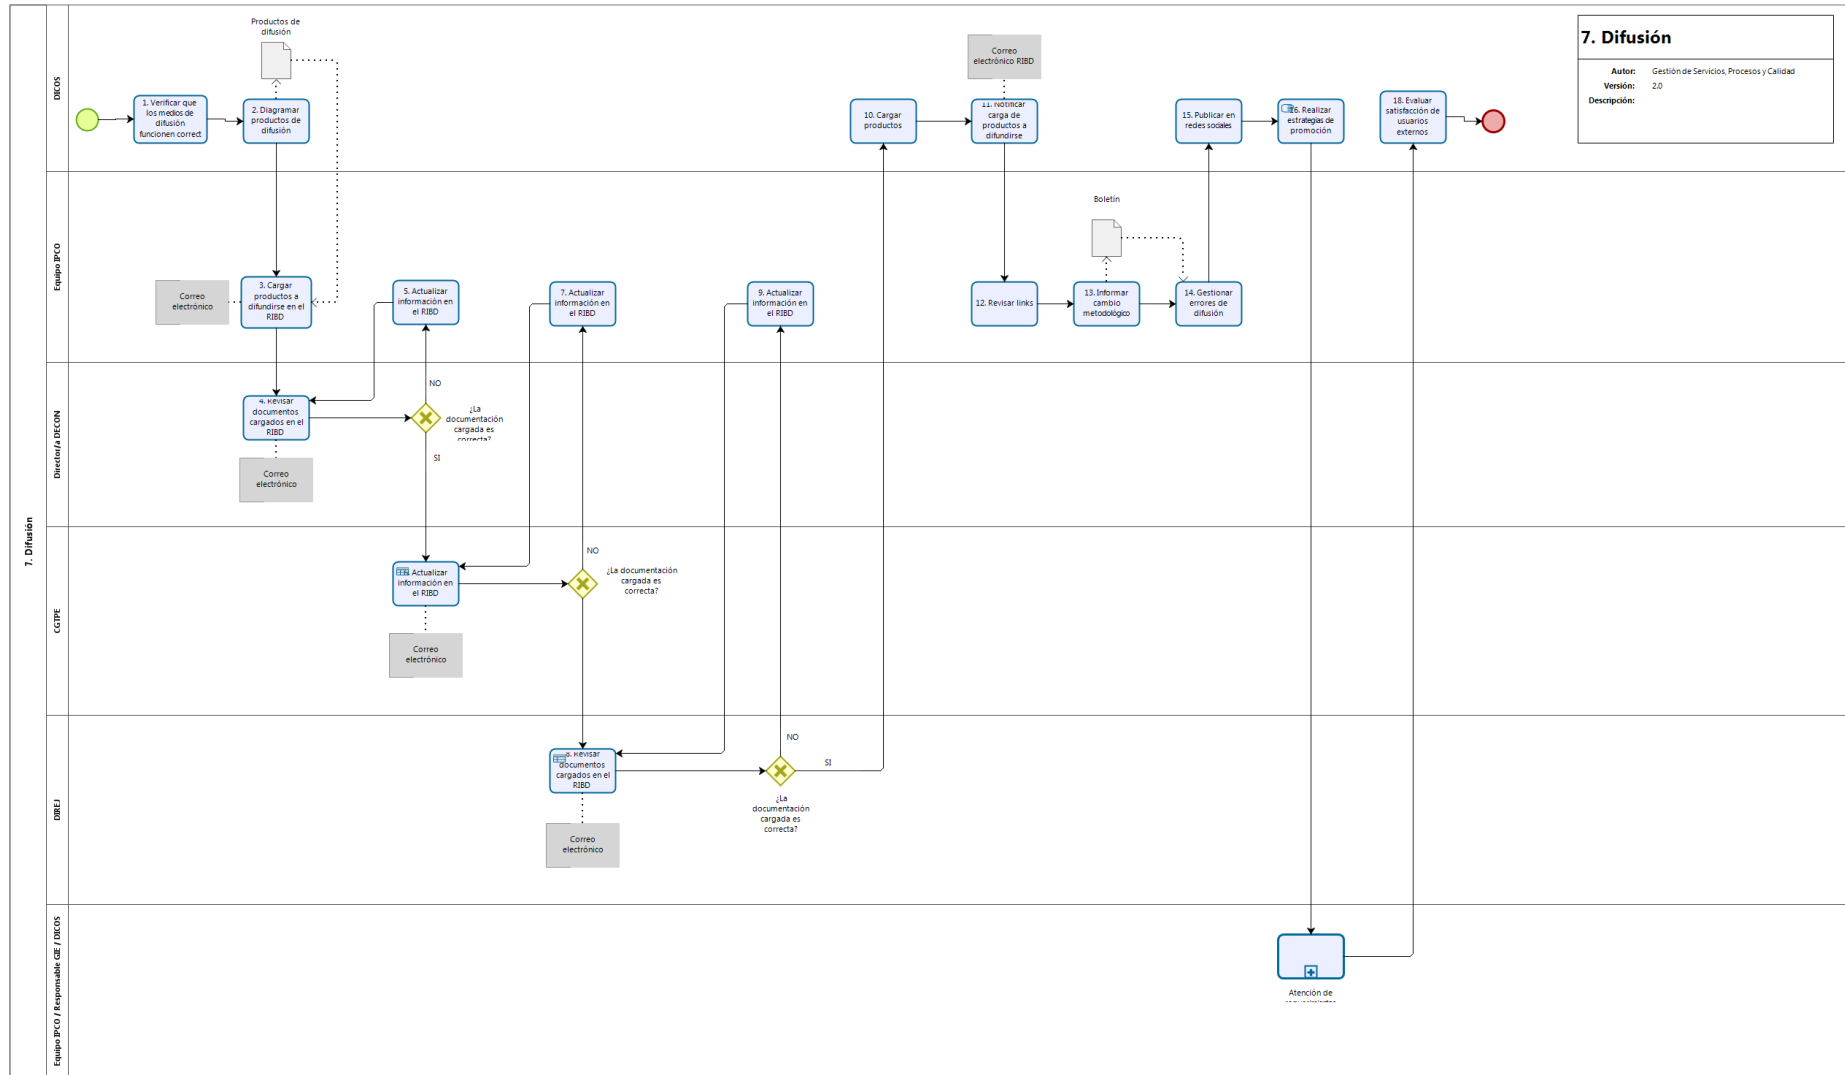 7. Difusión
DICOS
Equipo IPCO
Director/a DECON
CGTPE
DIREJ
Equipo IPCO / Responsable GIE / DICOS
7. Difusión
Autor: Gestión de Servicios, Procesos y Calidad
Versión: 2.0
Descripción:
Productos de
difusión
1. Verificar que
los medios de
difusión
funcionen correct
2. Diagramar
productos de
difusión
Correo
electrónico RIBD
10. Cargar
productos
11. Notificar
carga de
productos a
difundirse
15. Publicar en
redes sociales
16. Realizar
estrategias de
promoción
18. Evaluar
satisfacción de
usuarios
externos
Boletín
Correo
electrónico
3. Cargar
productos a
difundirse en el
RIBD
5. Actualizar
información en
el RIBD
7. Actualizar
información en
el RIBD
9. Actualizar
información en
el RIBD
12. Revisar links
13. Informar
cambio
metodológico
14. Gestionar
errores de
difusión
4. Revisar
documentos
cargados en el
RIBD
NO
¿La
documentación
cargada es
correcta?
SI
Correo
electrónico
Actualizar
información en
el RIBD
NO
¿La documentación
cargada es
correcta?
Correo
electrónico
8. Revisar
documentos
cargados en el
RIBD
NO
SI
¿La
documentación
cargada es
correcta?
Correo
electrónico
Atención de